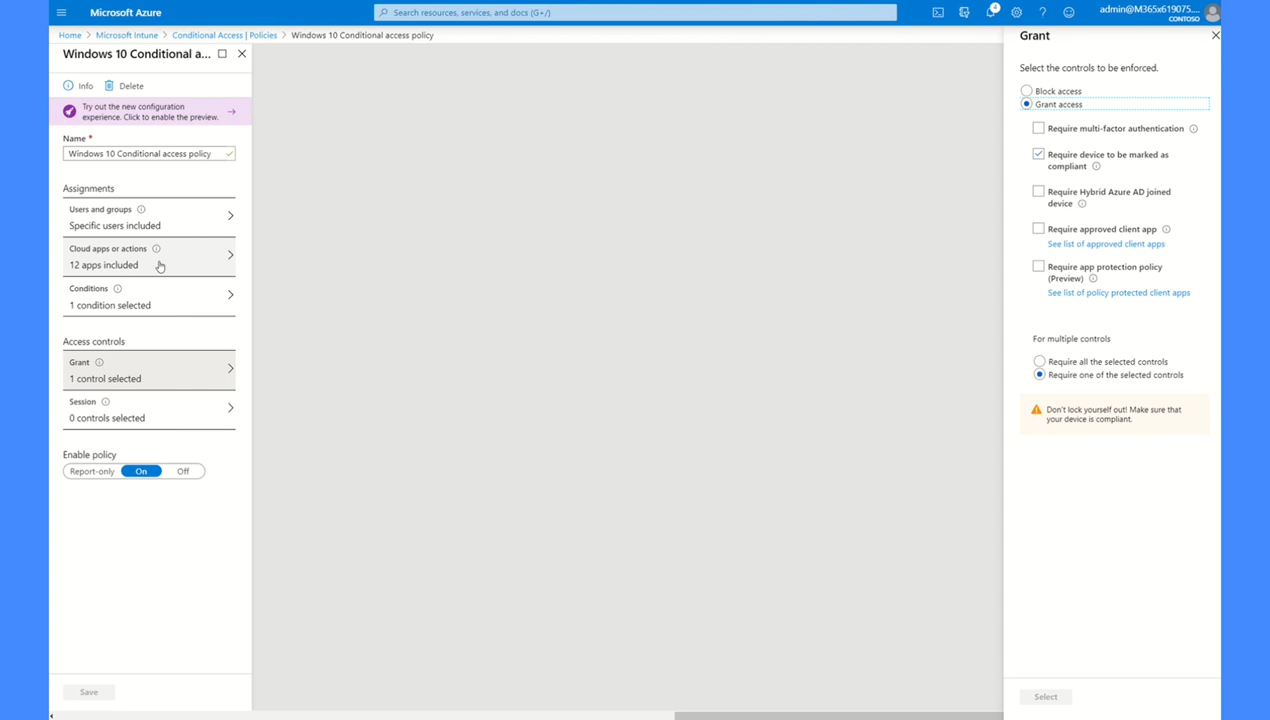 Microsoft Azure
Search resources, services, and docs (G+/)
4
admin@M365x619075....
CONTOSO
Home > Microsoft Intune > Conditional Access | Policies > Windows 10 Conditional access policy
Windows 10 Conditional a...
Info Delete
Try out the new configuration
experience. Click to enable the preview.
Name *
Windows 10 Conditional access policy
Assignments
Users and groups
Specific users included
Cloud apps or actions
12 apps included
Conditions
1 condition selected
Access controls
Grant
1 control selected
Session
0 controls selected
Enable policy
Report-only On Off
Save
Grant
Select the controls to be enforced.
Block access
Grant access
Require multi-factor authentication
Require device to be marked as
compliant
Require Hybrid Azure AD joined
device
Require approved client app
See list of approved client apps
Require app protection policy
(Preview)
See list of policy protected client apps
For multiple controls
Require all the selected controls
Require one of the selected controls
Don't lock yourself out! Make sure that
your device is compliant.
Select